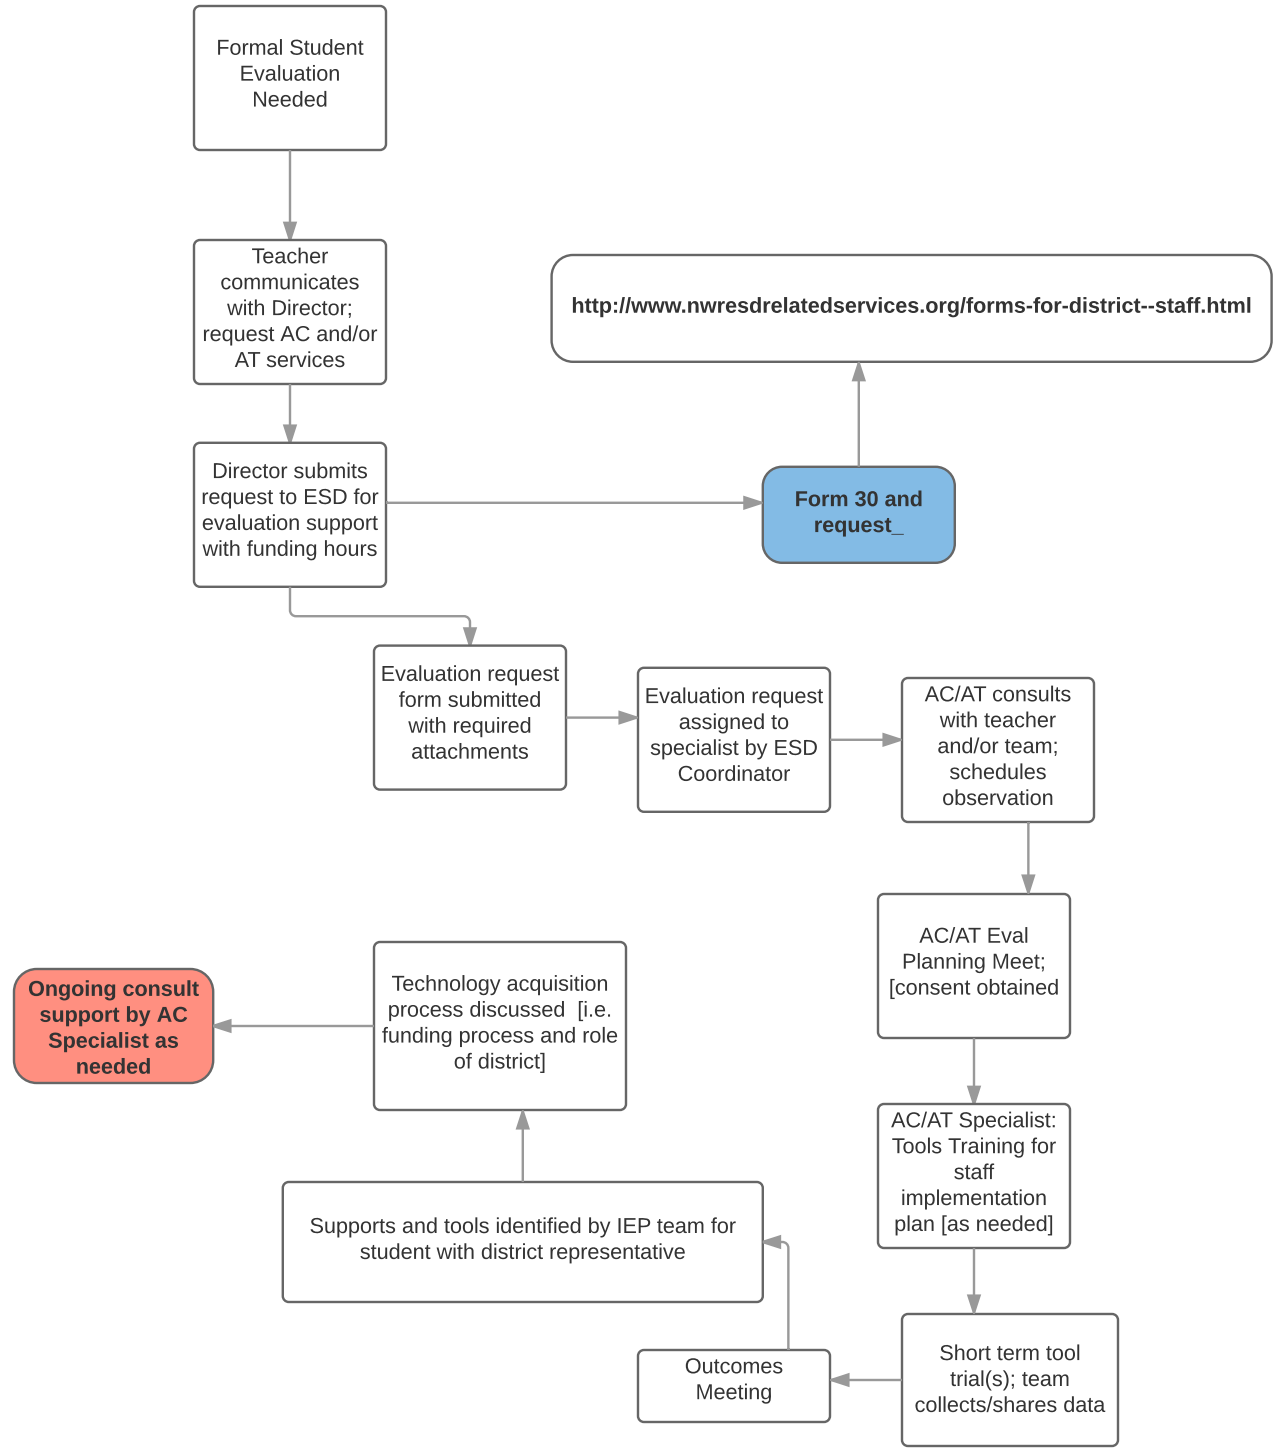 Formal Student
Evaluation
Needed
Teacher
communicates
with Director;
request AC and/or
AT services
http://www.nwresdrelatedservices.org/forms-for-district--staff.html
Director submits
request to ESD for
evaluation support
with funding hours
Form 30 and
request_
Evaluation request
form submitted
with required
attachments
Evaluation request
assigned to
specialist by ESD
Coordinator
AC/AT consults
with teacher
and/or team;
schedules
observation
AC/AT Eval
Planning Meet;
[consent obtained
AC/AT Specialist:
Tools Training for
staff
implementation
plan [as needed]
Short term tool
trial(s); team
collects/shares data
Outcomes
Meeting
Supports and tools identified by IEP team for
student with district representative
Technology acquisition
process discussed  [i.e.
funding process and role
of district]
Ongoing consult
support by AC
Specialist as
needed